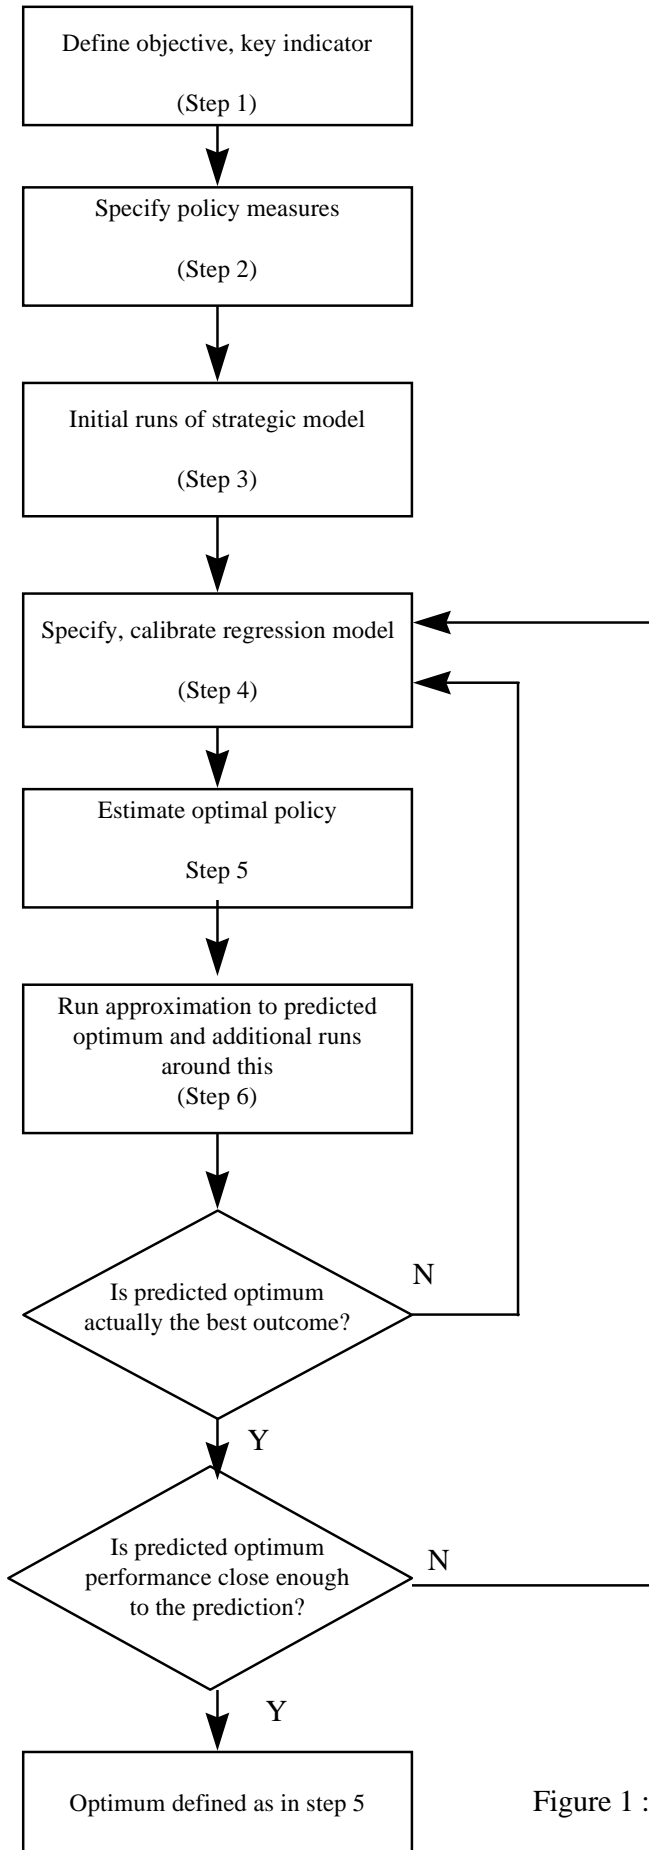 Define objective, key indicator
(Step 1)
Specify policy measures
(Step 2)
Initial runs of strategic model
(Step 3)
Specify, calibrate regression model
(Step 4)
Estimate optimal policy
Step 5
Run approximation to predicted
optimum and additional runs
around this
(Step 6)
Is predicted optimum
actually the best outcome?
N
Y
Is predicted optimum
performance close enough
to the prediction?
N
Y
Optimum defined as in step 5
Figure 1 :